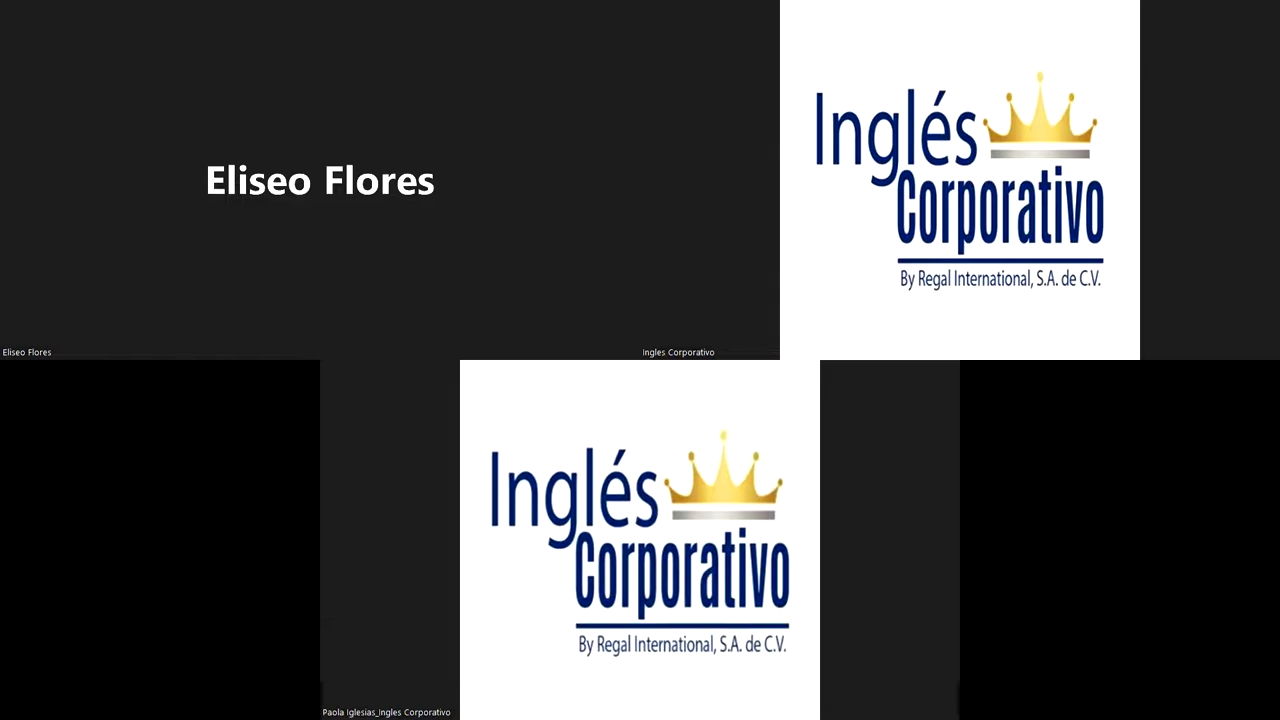 Eliseo Flores
Eliseo Flores
Inglés
Corporativo
By Regal International, S.A. de C.V.
Ingles Corporativo
Inglés
Corporativo
By Regal International, S.A. de C.V.
Paola Iglesias_Ingles Corporativo